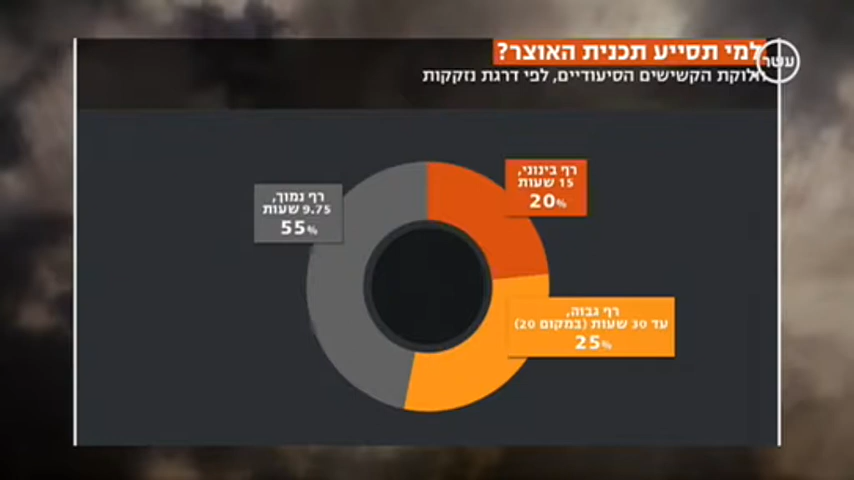 למי תסייע תכנית האוצר?
עשר
חלוקת הקשישים הסיעודיים, לפי דרגת נזקקות
רף בינוני,
15 שעות
20%
רף נמוך,
9.75 שעות
55%
רף גבוה,
עד 30 שעות (במקום 20)
25%